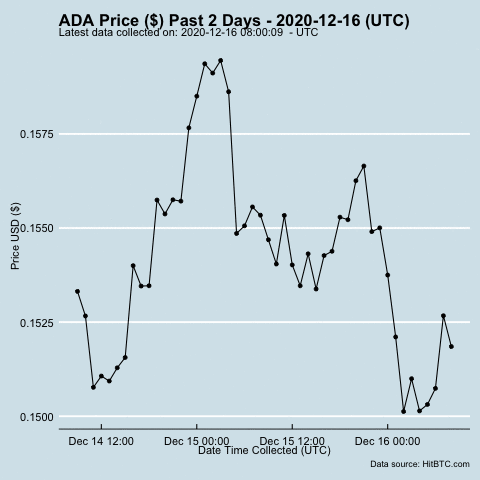 ADA Price ($) Past 2 Days - 2020-12-16 (UTC)
Latest data collected on: 2020-12-16 08:00:09 - UTC
0.1575
0.1550
0.1525
0.1500
Price USD ($)
Dec 14 12:00 Dec 15 00:00 Dec 15 12:00 Dec 16 00:00
Date Time Collected (UTC)
Data source: HitBTC.com